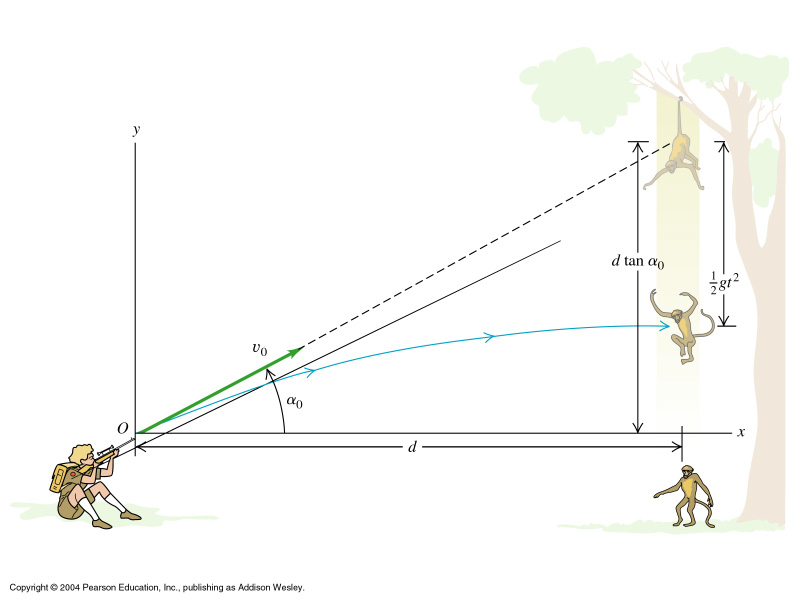 y
d tan α₀
½gt²
v₀
α₀
O
x
d
Copyright © 2004 Pearson Education, Inc., publishing as Addison Wesley.